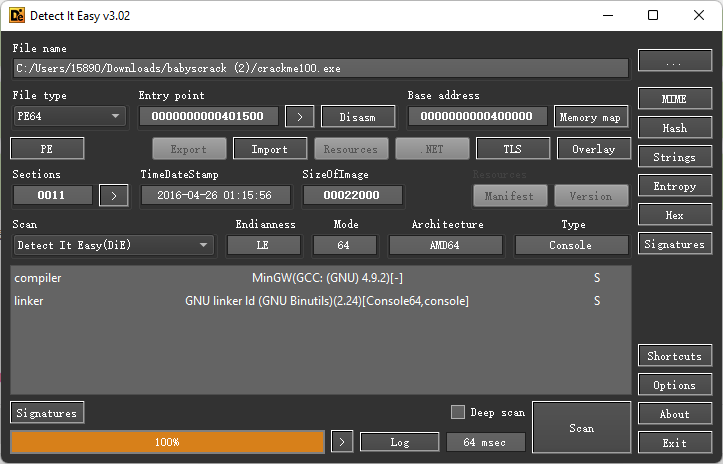 Detect It Easy v3.02
File name
C:/Users/15890/Downloads/babyscrack (2)/crackme100.exe
...
File type Entry point Base address
PE64 0000000000401500 > Disasm 0000000000400000 Memory map MIME
PE Export Import Resources .NET TLS Overlay Hash
Sections TimeDateStamp SizeOfImage Resources Strings
0011 > 2016-04-26 01:15:56 00022000 Manifest Version Entropy
Scan Endianness Mode Architecture Type Hex
Detect It Easy(DiE) LE 64 AMD64 Console Signatures
compiler MinGW(GCC: (GNU) 4.9.2)[-] S
linker GNU linker ld (GNU Binutils)(2.24)[Console64,console] S
Shortcuts
Options
Signatures Deep scan Scan About
100% > Log 64 msec Exit